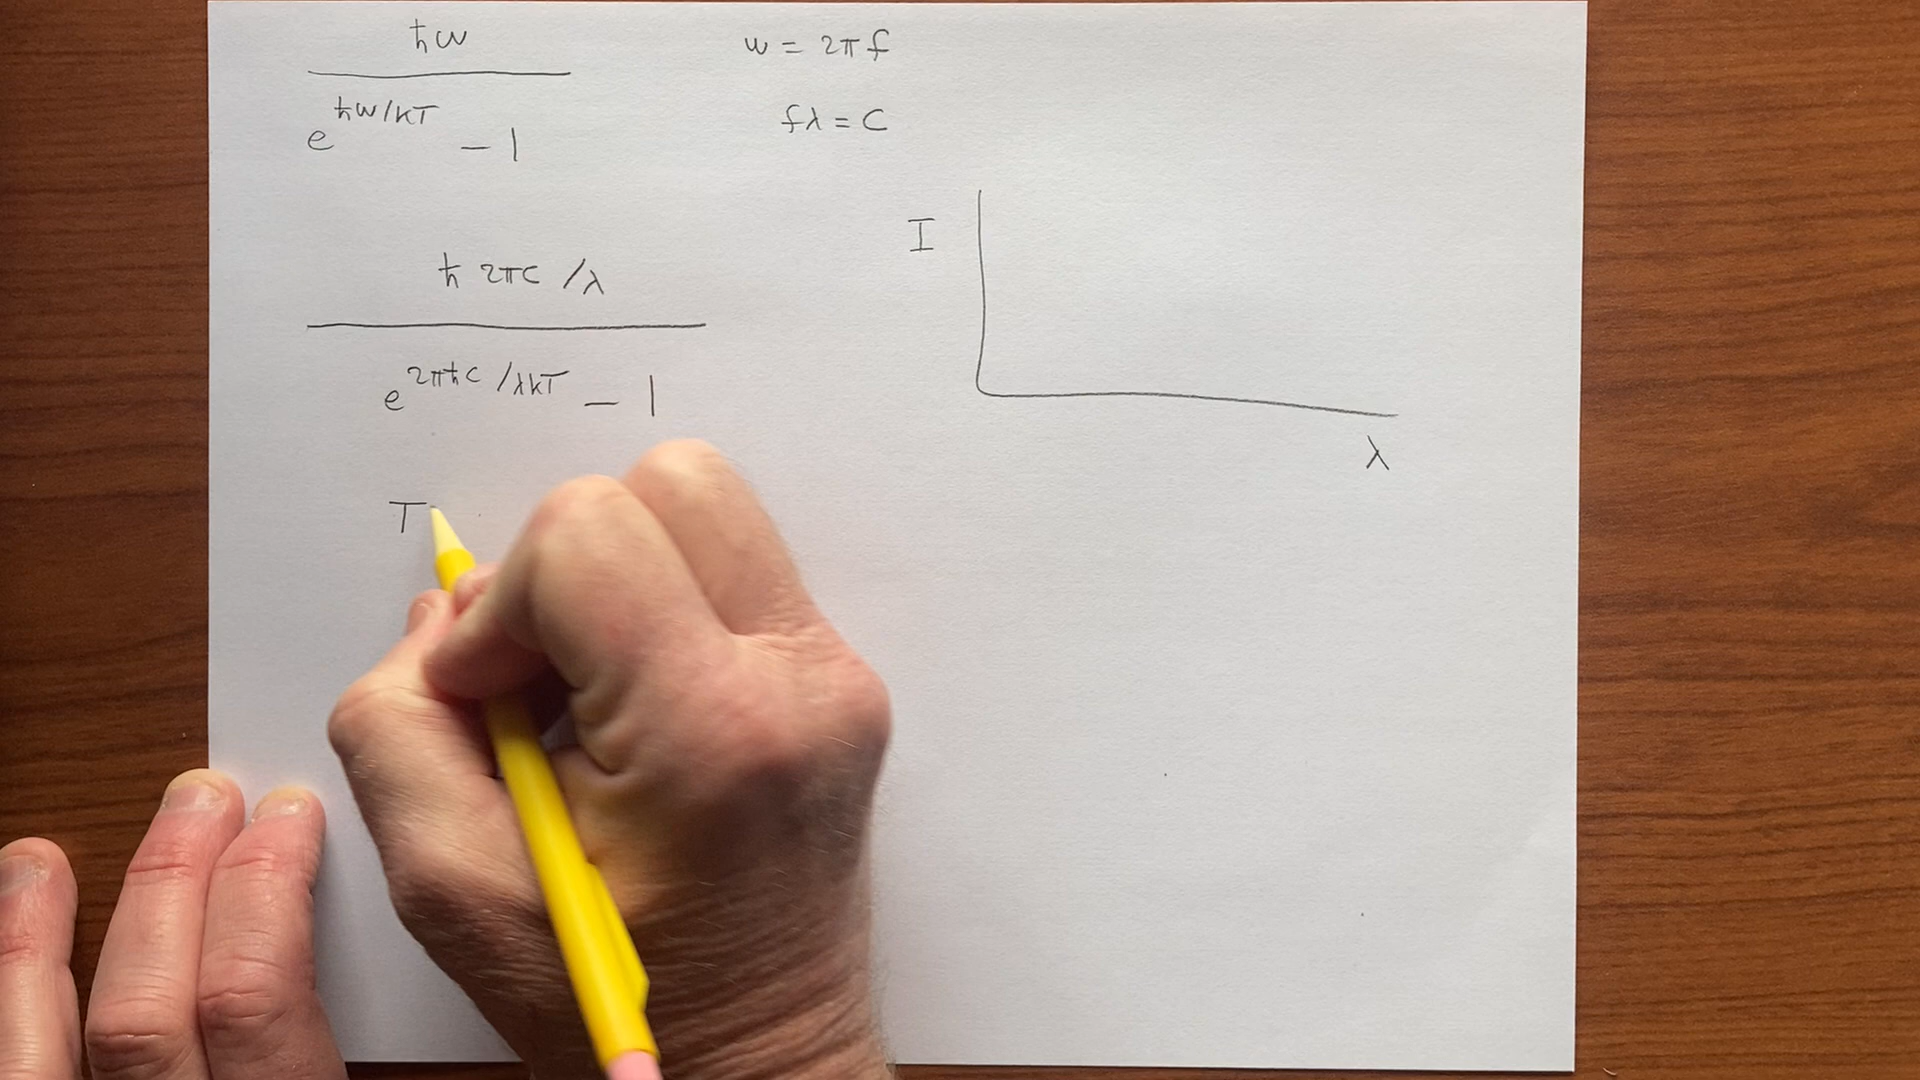 ħω
e^ħω/kT - 1
ω = 2πf
fλ = c
ħ 2πc /λ
e^2πħc /λkT - 1
I
λ
T